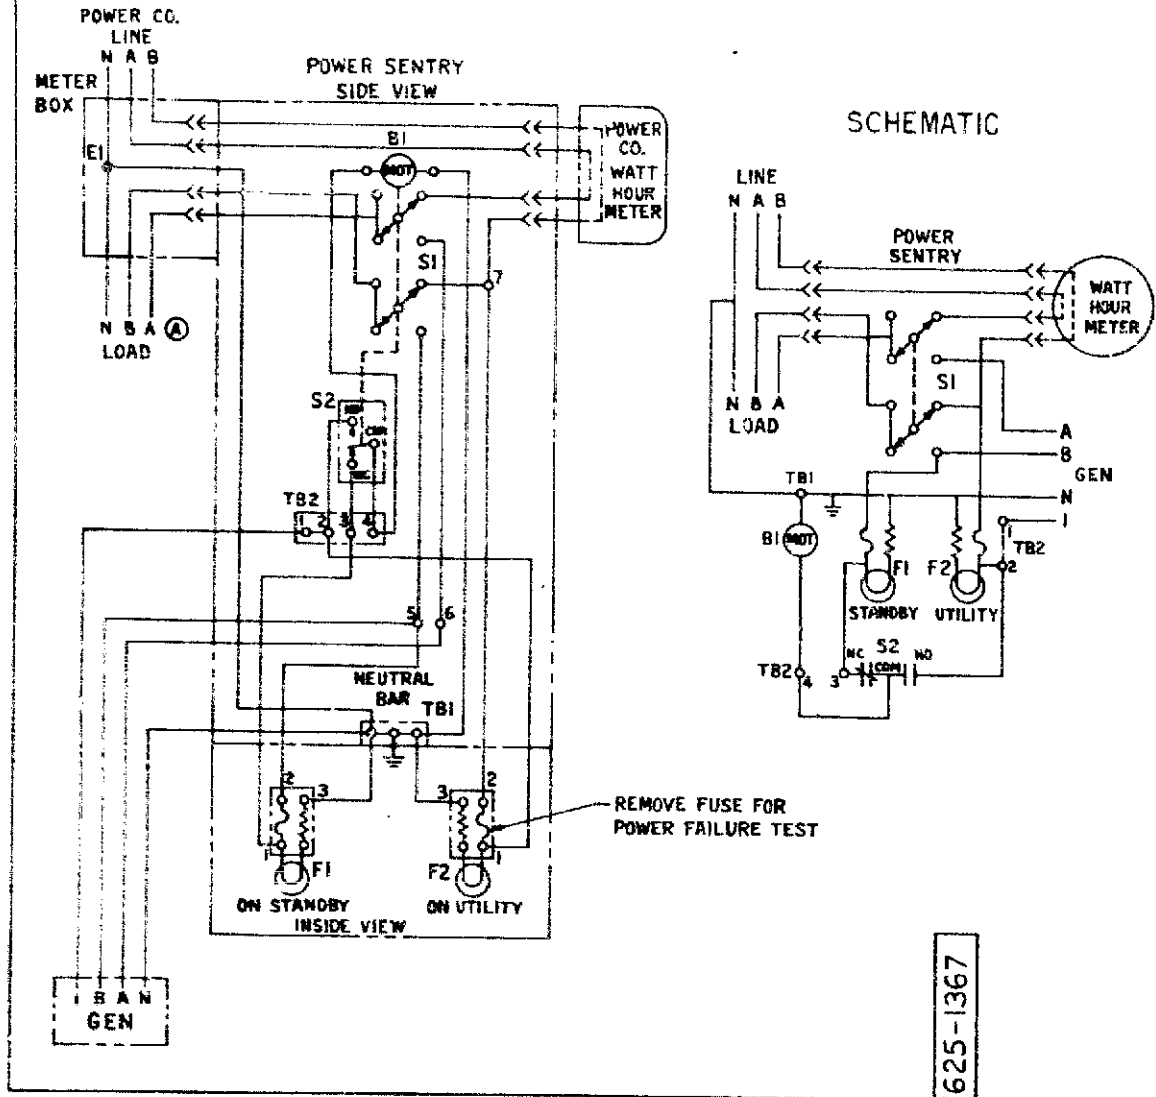 POWER CO.
LINE
N A B
METER
BOX
POWER SENTRY
SIDE VIEW
B1
MOT
E1
POWER
CO.
WATT
HOUR
METER
S1
7
N B A A
LOAD
S2
COM
TB2
1 2 3 4
5 6
NEUTRAL
BAR
TB1
2
3
3
2
1
F1
F2
1
ON STANDBY
ON UTILITY
INSIDE VIEW
REMOVE FUSE FOR
POWER FAILURE TEST
1 B A N
GEN
SCHEMATIC
LINE
N A B
POWER
SENTRY
WATT
HOUR
METER
S1
N B A
LOAD
A
B
GEN
N
1
TB1
B1
MOT
1
TB2
2
F1
F2
STANDBY
UTILITY
NC
S2
COM
NO
TB2
4
3
625-1367